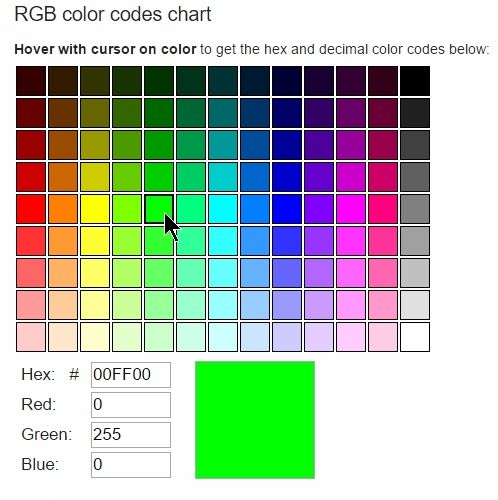 RGB color codes chart
Hover with cursor on color to get the hex and decimal color codes below:
Hex: # 00FF00
Red: 0
Green: 255
Blue: 0